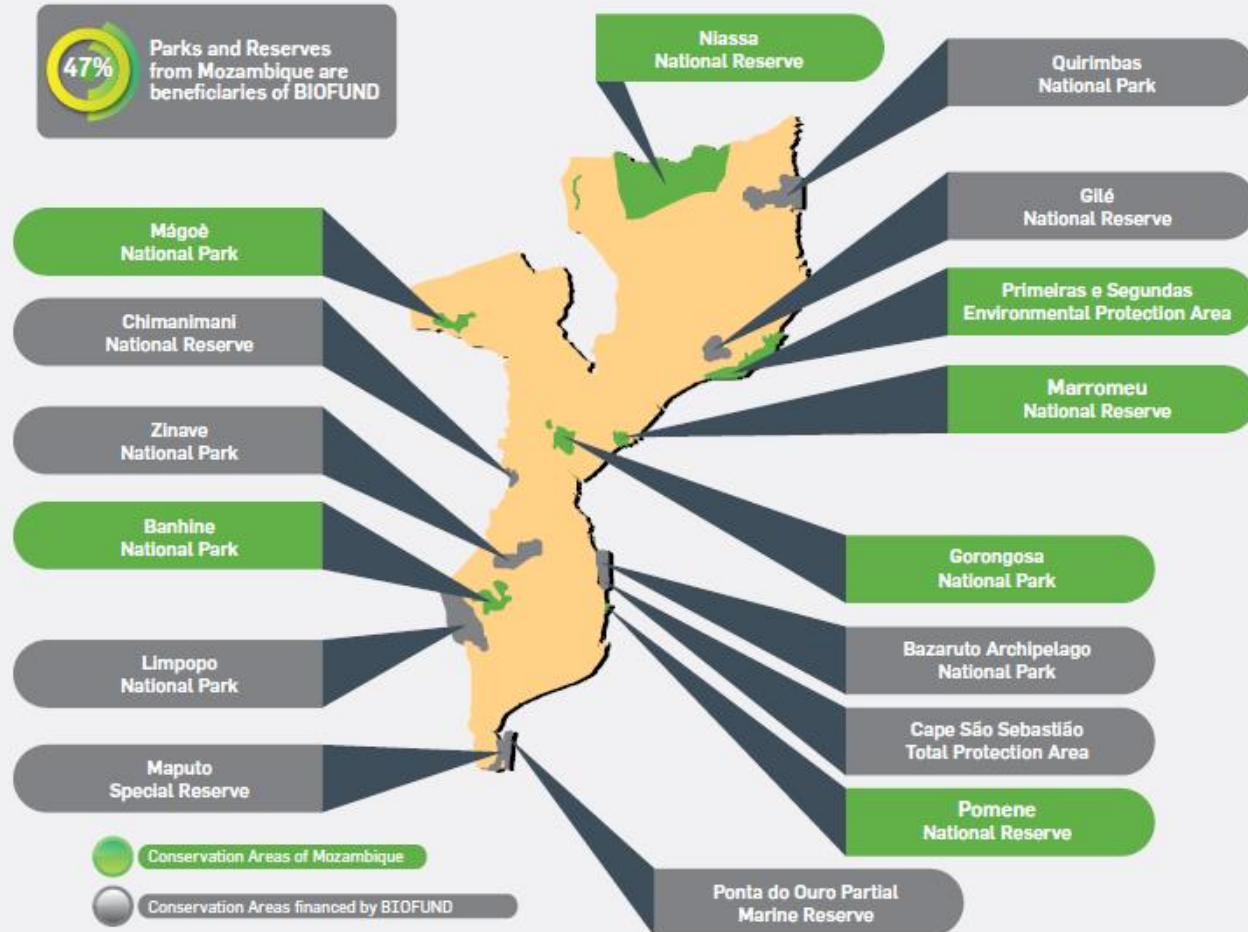 47%
Parks and Reserves
from Mozambique are
beneficiaries of BIOFUND
Niassa
National Reserve
Quirimbas
National Park
Gilé
National Reserve
Primeiras e Segundas
Environmental Protection Area
Marromeu
National Reserve
Mágoè
National Park
Chimanimani
National Reserve
Zinave
National Park
Banhine
National Park
Limpopo
National Park
Maputo
Special Reserve
Gorongosa
National Park
Bazaruto Archipelago
National Park
Cape São Sebastião
Total Protection Area
Pomene
National Reserve
Ponta do Ouro Partial
Marine Reserve
Conservation Areas of Mozambique
Conservation Areas financed by BIOFUND